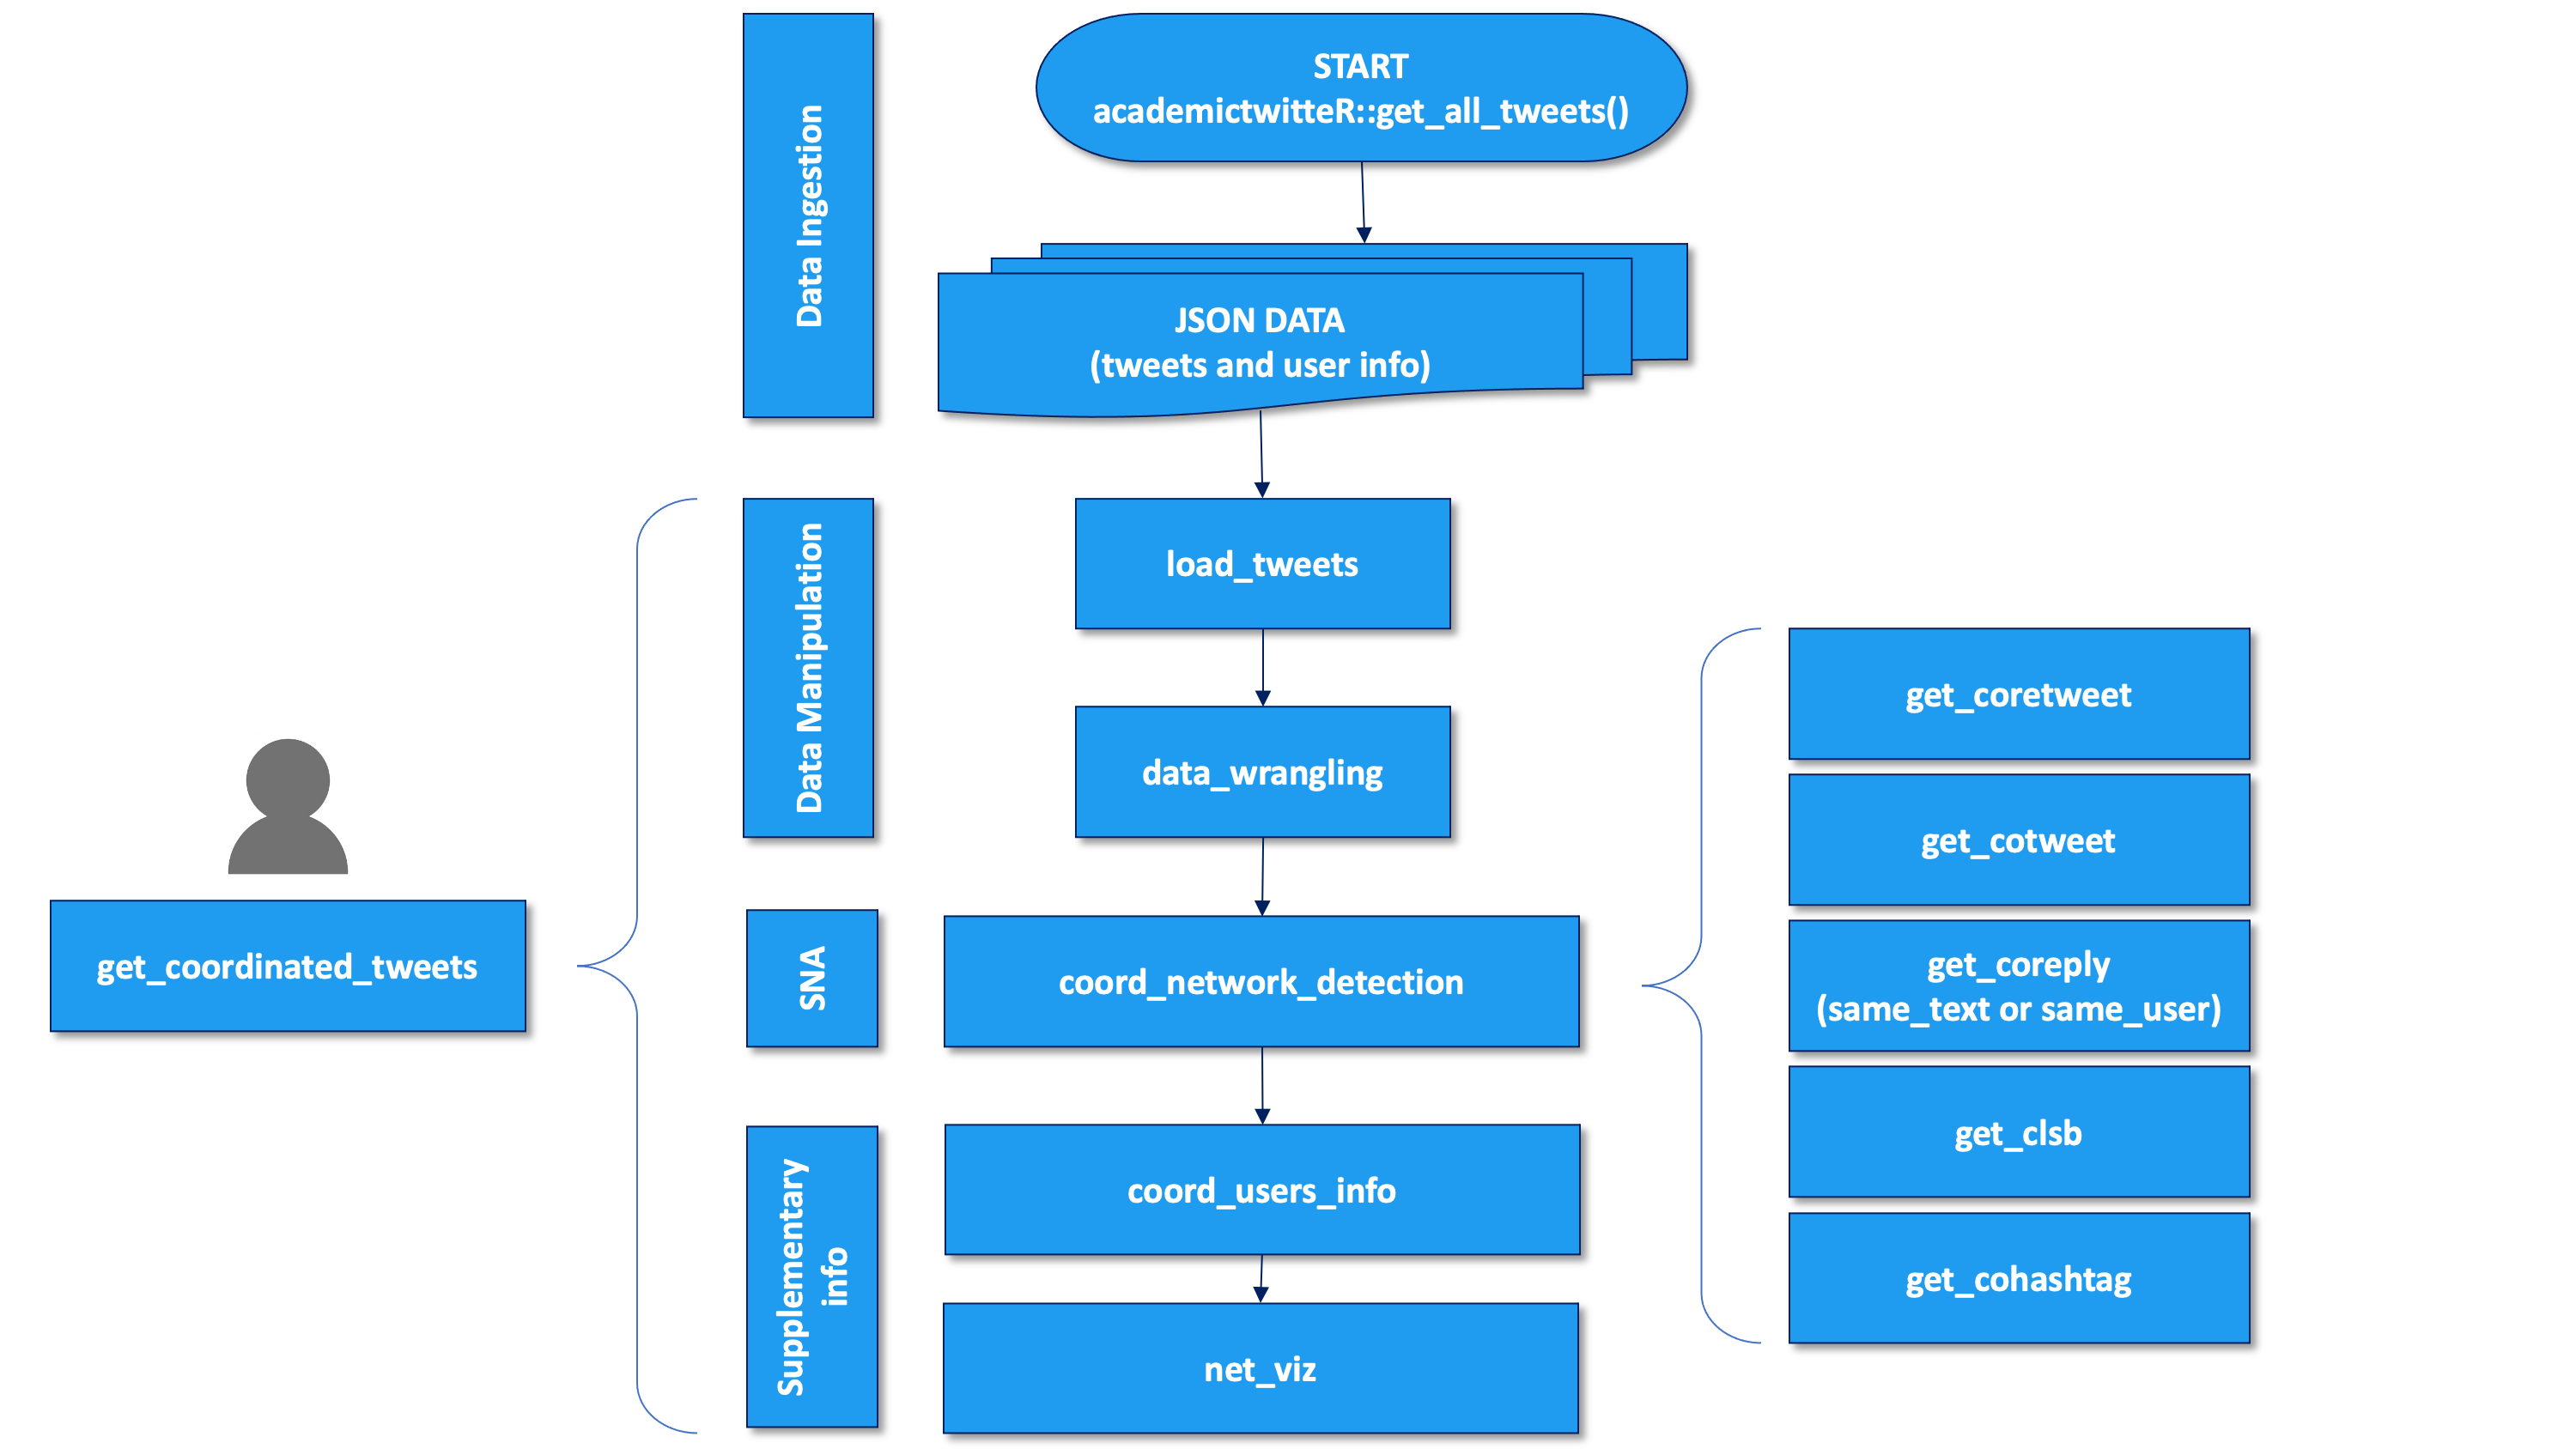 Data Ingestion
START
academictwitteR::get_all_tweets()
JSON DATA
(tweets and user info)
Data Manipulation
load_tweets
data_wrangling
get_coordinated_tweets
SNA
coord_network_detection
get_coretweet
get_cotweet
get_coreply
(same_text or same_user)
get_clsb
get_cohashtag
Supplementary
info
coord_users_info
net_viz